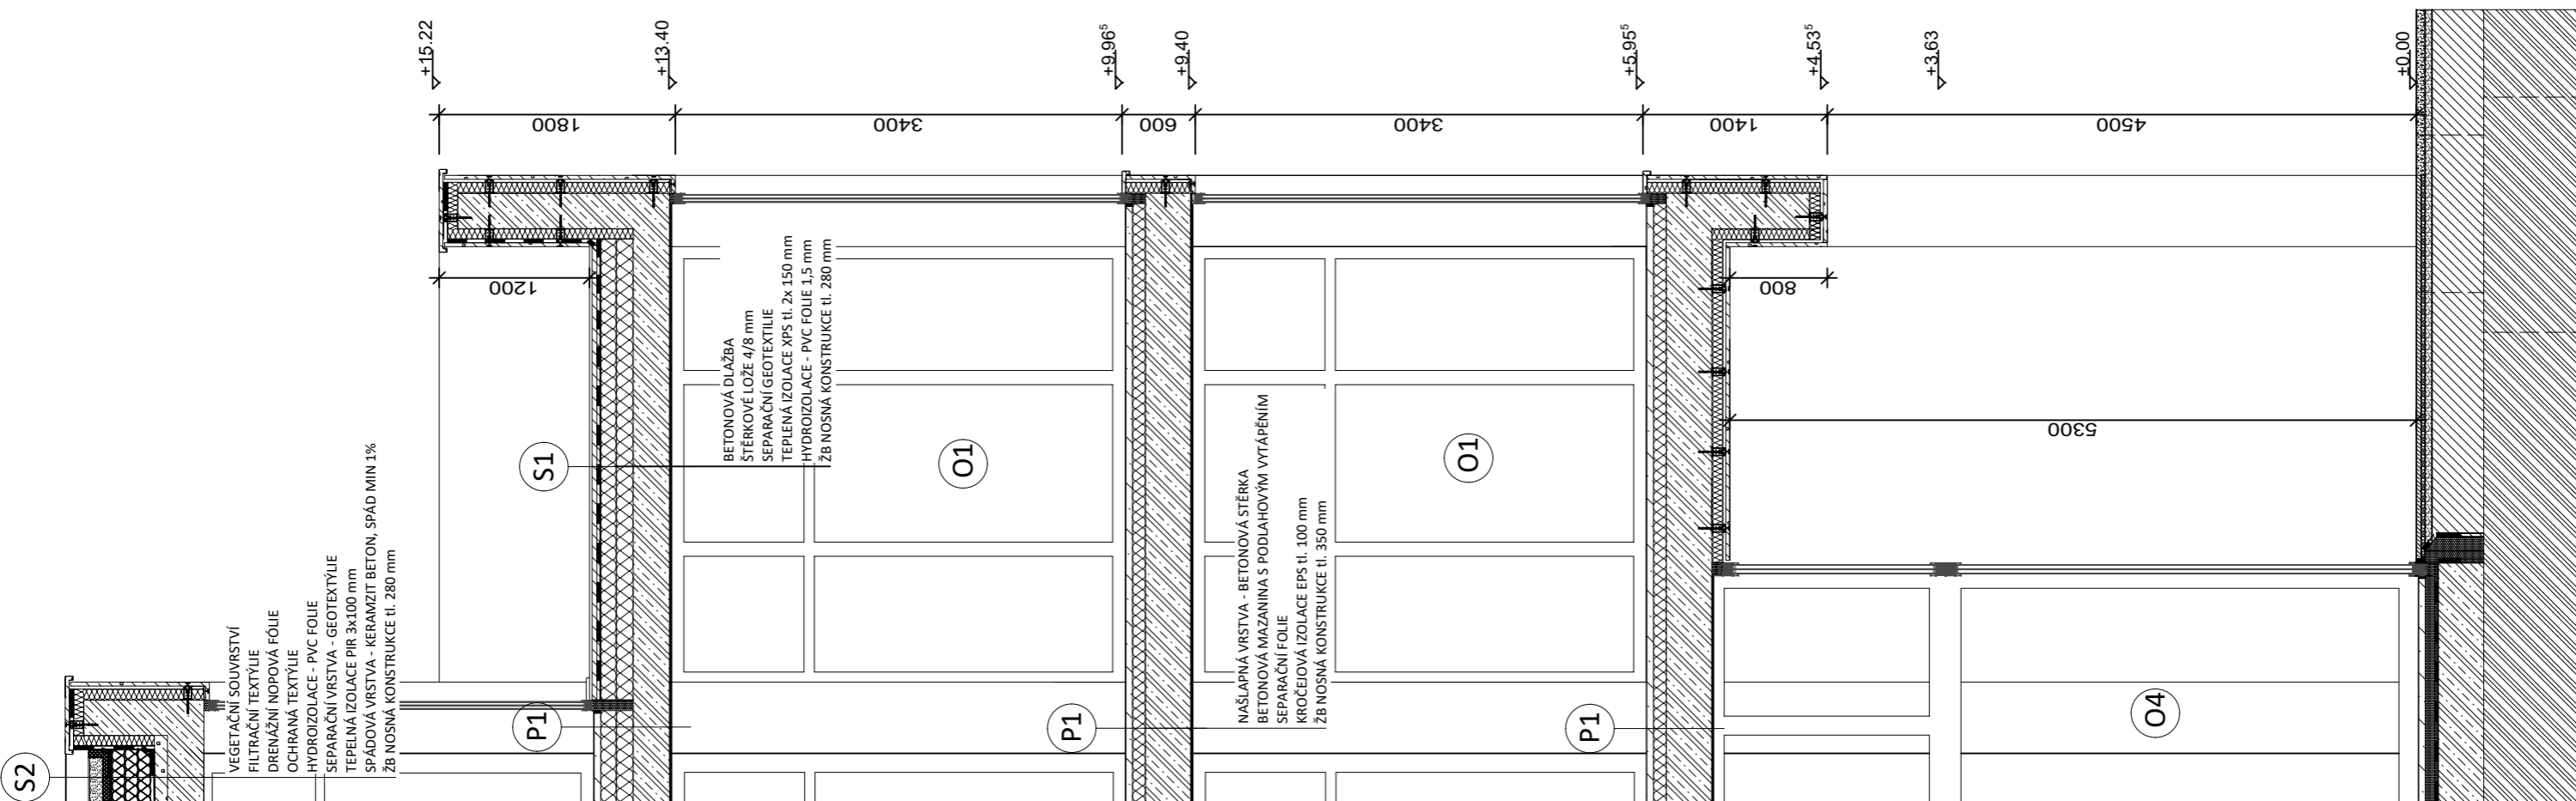 +15.22
+13.40
+9.96⁵
+9.40
+5.95⁵
+4.53⁵
+3.63
±0.00
1800
3400
600
3400
1400
4500
1200
800
5300
S1
BETONOVÁ DLAŽBA
ŠTĚRKOVÉ LOŽE 4/8 mm
SEPARAČNÍ GEOTEXTILIE
TEPLENÁ IZOLACE XPS tl. 2x 150 mm
HYDROIZOLACE - PVC FOLIE 1,5 mm
ŽB NOSNÁ KONSTRUKCE tl. 280 mm
O1
O1
S2
VEGETAČNÍ SOUVRSTVÍ
FILTRAČNÍ TEXTÝLIE
DRENÁŽNÍ NOPOVÁ FÓLIE
OCHRANÁ TEXTÝLIE
HYDROIZOLACE - PVC FOLIE
SEPARAČNÍ VRSTVA - GEOTEXTÝLIE
TEPELNÁ IZOLACE PIR 3x100 mm
SPÁDOVÁ VRSTVA - KERAMZIT BETON, SPÁD MIN 1%
ŽB NOSNÁ KONSTRUKCE tl. 280 mm
P1
P1
NAŠLAPNÁ VRSTVA - BETONOVÁ STĚRKA
BETONOVÁ MAZANINA S PODLAHOVÝM VYTÁPĚNÍM
SEPARAČNÍ FOLIE
KROČEJOVÁ IZOLACE EPS tl. 100 mm
ŽB NOSNÁ KONSTRUKCE tl. 350 mm
P1
O4